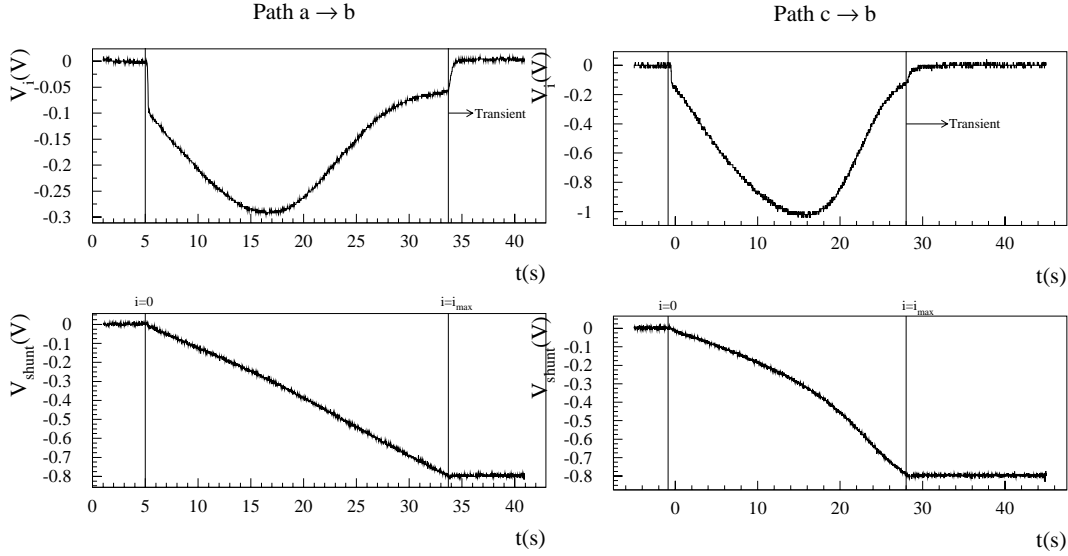 Path a → b
Path c → b
V_i(V)
0
-0.05
-0.1
-0.15
-0.2
-0.25
-0.3
Transient
0 5 10 15 20 25 30 35 40
t(s)
V_i(V)
0
-0.2
-0.4
-0.6
-0.8
-1
Transient
0 10 20 30 40
t(s)
i=0
i=i_max
V_shunt(V)
0
-0.1
-0.2
-0.3
-0.4
-0.5
-0.6
-0.7
-0.8
0 5 10 15 20 25 30 35 40
t(s)
i=0
i=i_max
V_shunt(V)
0
-0.1
-0.2
-0.3
-0.4
-0.5
-0.6
-0.7
-0.8
0 10 20 30 40
t(s)